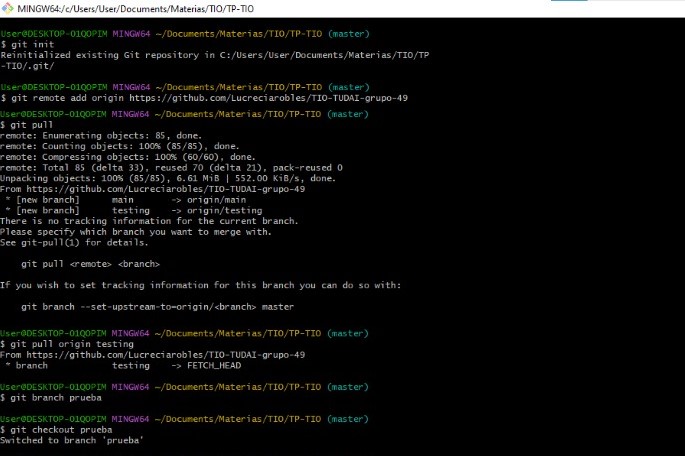 MINGW64:/c/Users/User/Documents/Materias/TIO/TP-TIO
User@DESKTOP-O1QOPIM MINGW64 ~/Documents/Materias/TIO/TP-TIO (master)
$ git init
Reinitialized existing Git repository in C:/Users/User/Documents/Materias/TIO/TP
-TIO/.git/
User@DESKTOP-O1QOPIM MINGW64 ~/Documents/Materias/TIO/TP-TIO (master)
$ git remote add origin https://github.com/Lucreciarobles/TIO-TUDAI-grupo-49
User@DESKTOP-O1QOPIM MINGW64 ~/Documents/Materias/TIO/TP-TIO (master)
$ git pull
remote: Enumerating objects: 85, done.
remote: Counting objects: 100% (85/85), done.
remote: Compressing objects: 100% (60/60), done.
remote: Total 85 (delta 33), reused 70 (delta 21), pack-reused 0
Unpacking objects: 100% (85/85), 6.61 MiB | 552.00 KiB/s, done.
From https://github.com/Lucreciarobles/TIO-TUDAI-grupo-49
 * [new branch]      main       -> origin/main
 * [new branch]      testing    -> origin/testing
There is no tracking information for the current branch.
Please specify which branch you want to merge with.
See git-pull(1) for details.
    git pull <remote> <branch>
If you wish to set tracking information for this branch you can do so with:
    git branch --set-upstream-to=origin/<branch> master
User@DESKTOP-O1QOPIM MINGW64 ~/Documents/Materias/TIO/TP-TIO (master)
$ git pull origin testing
From https://github.com/Lucreciarobles/TIO-TUDAI-grupo-49
 * branch            testing    -> FETCH_HEAD
User@DESKTOP-O1QOPIM MINGW64 ~/Documents/Materias/TIO/TP-TIO (master)
$ git branch prueba
User@DESKTOP-O1QOPIM MINGW64 ~/Documents/Materias/TIO/TP-TIO (master)
$ git checkout prueba
Switched to branch 'prueba'